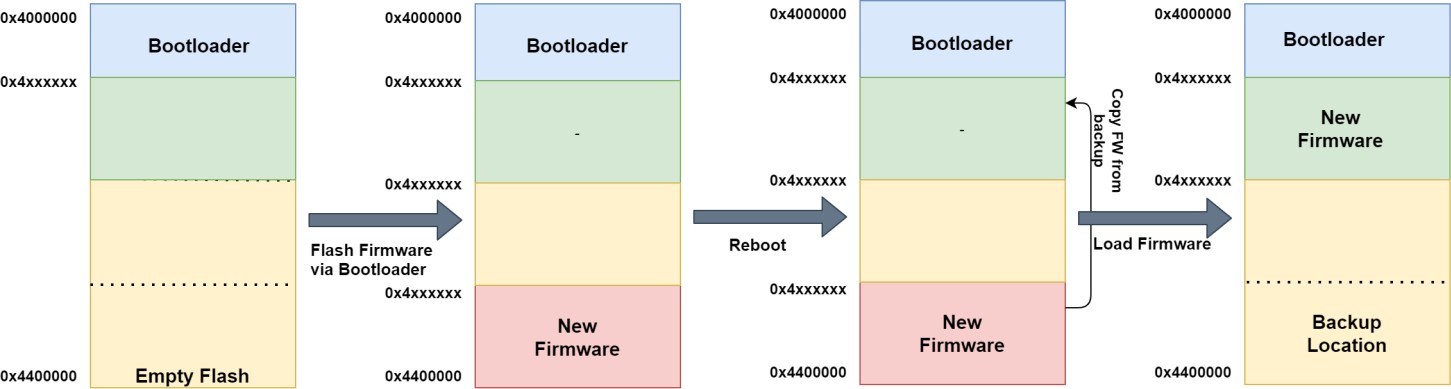 0x4000000
Bootloader
0x4xxxxxx
Empty Flash
0x4400000
Flash Firmware
via Bootloader
0x4000000
Bootloader
0x4xxxxxx
-
0x4xxxxxx
0x4xxxxxx
New
Firmware
0x4400000
Reboot
0x4000000
Bootloader
0x4xxxxxx
-
0x4xxxxxx
0x4xxxxxx
New
Firmware
0x4400000
Copy FW from
backup
Load Firmware
0x4000000
Bootloader
0x4xxxxxx
New
Firmware
0x4xxxxxx
Backup
Location
0x4400000